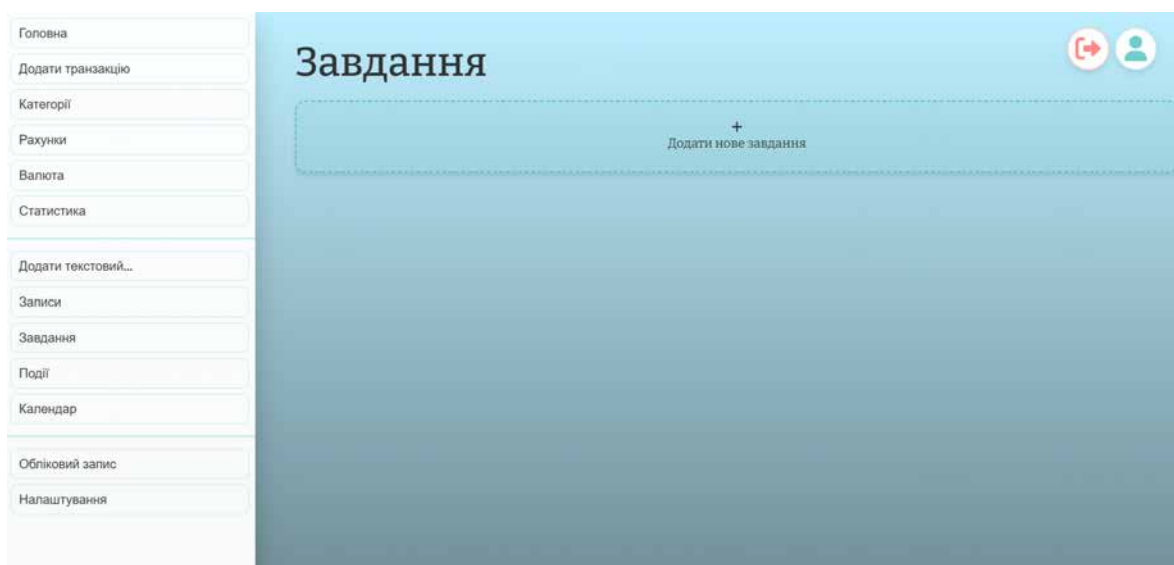 Головна
Додати транзакцію
Категорії
Рахунки
Валюта
Статистика
Додати текстовий...
Записи
Завдання
Події
Календар
Обліковий запис
Налаштування
Завдання
+
Додати нове завдання